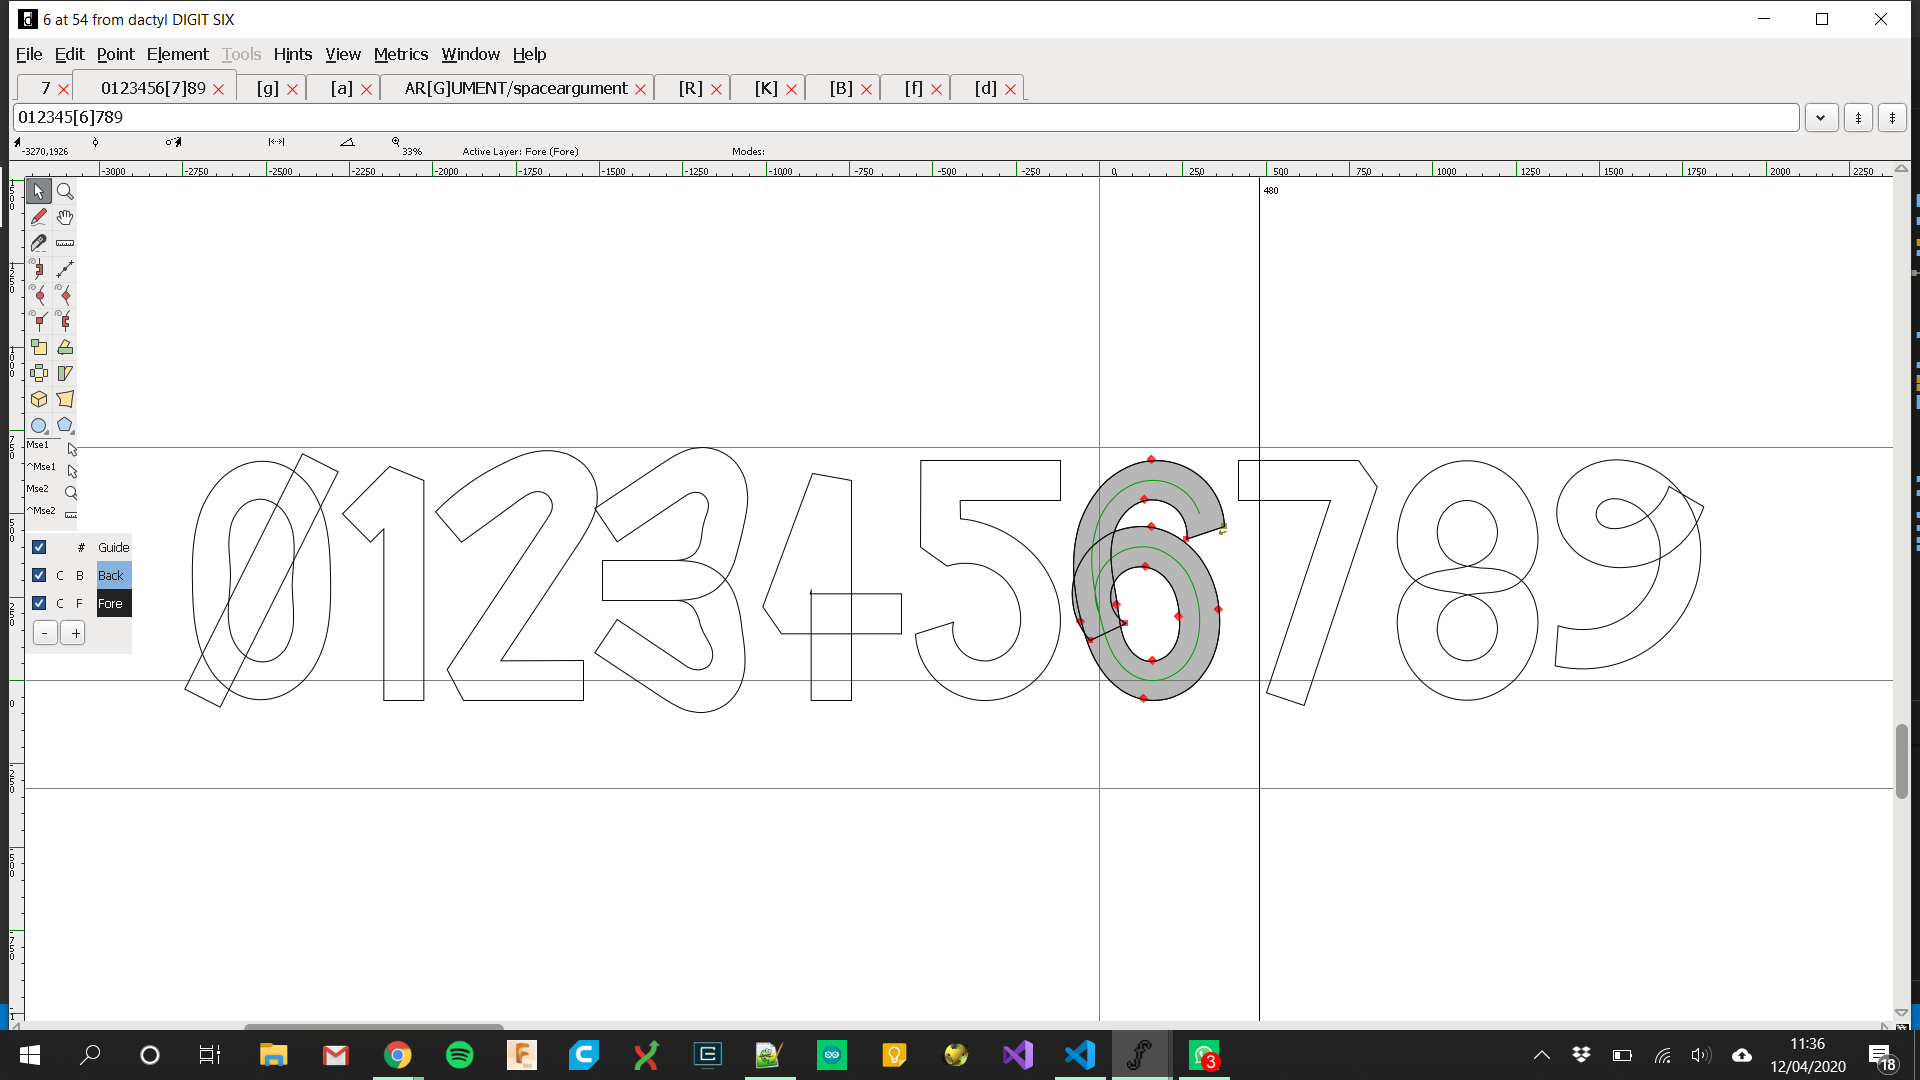 6 at 54 from dactyl DIGIT SIX
File Edit Point Element Tools Hints View Metrics Window Help
7 0123456[7]89 [g] [a] AR[G]UMENT/spaceargument [R] [K] [B] [f] [d]
012345[6]789
-3270,1926 33% Active Layer: Fore (Fore) Modes:
-3000 -2750 -2500 -2250 -2000 -1750 -1500 -1250 -1000 -750 -500 -250 0 250 500 750 1000 1250 1500 1750 2000 2250
480
Mse1
^Mse1
Mse2
^Mse2
# Guide
C B Back
C F Fore
- +
0123456789
11:36
12/04/2020
3
18